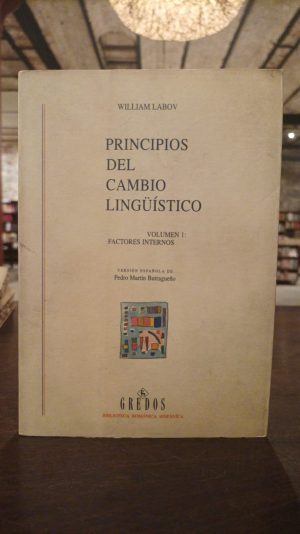 WILLIAM LABOV
PRINCIPIOS
DEL
CAMBIO
LINGÜÍSTICO
VOLUMEN 1:
FACTORES INTERNOS
VERSIÓN ESPAÑOLA DE
Pedro Martín Butragueño
GREDOS
BIBLIOTECA ROMÁNICA HISPÁNICA